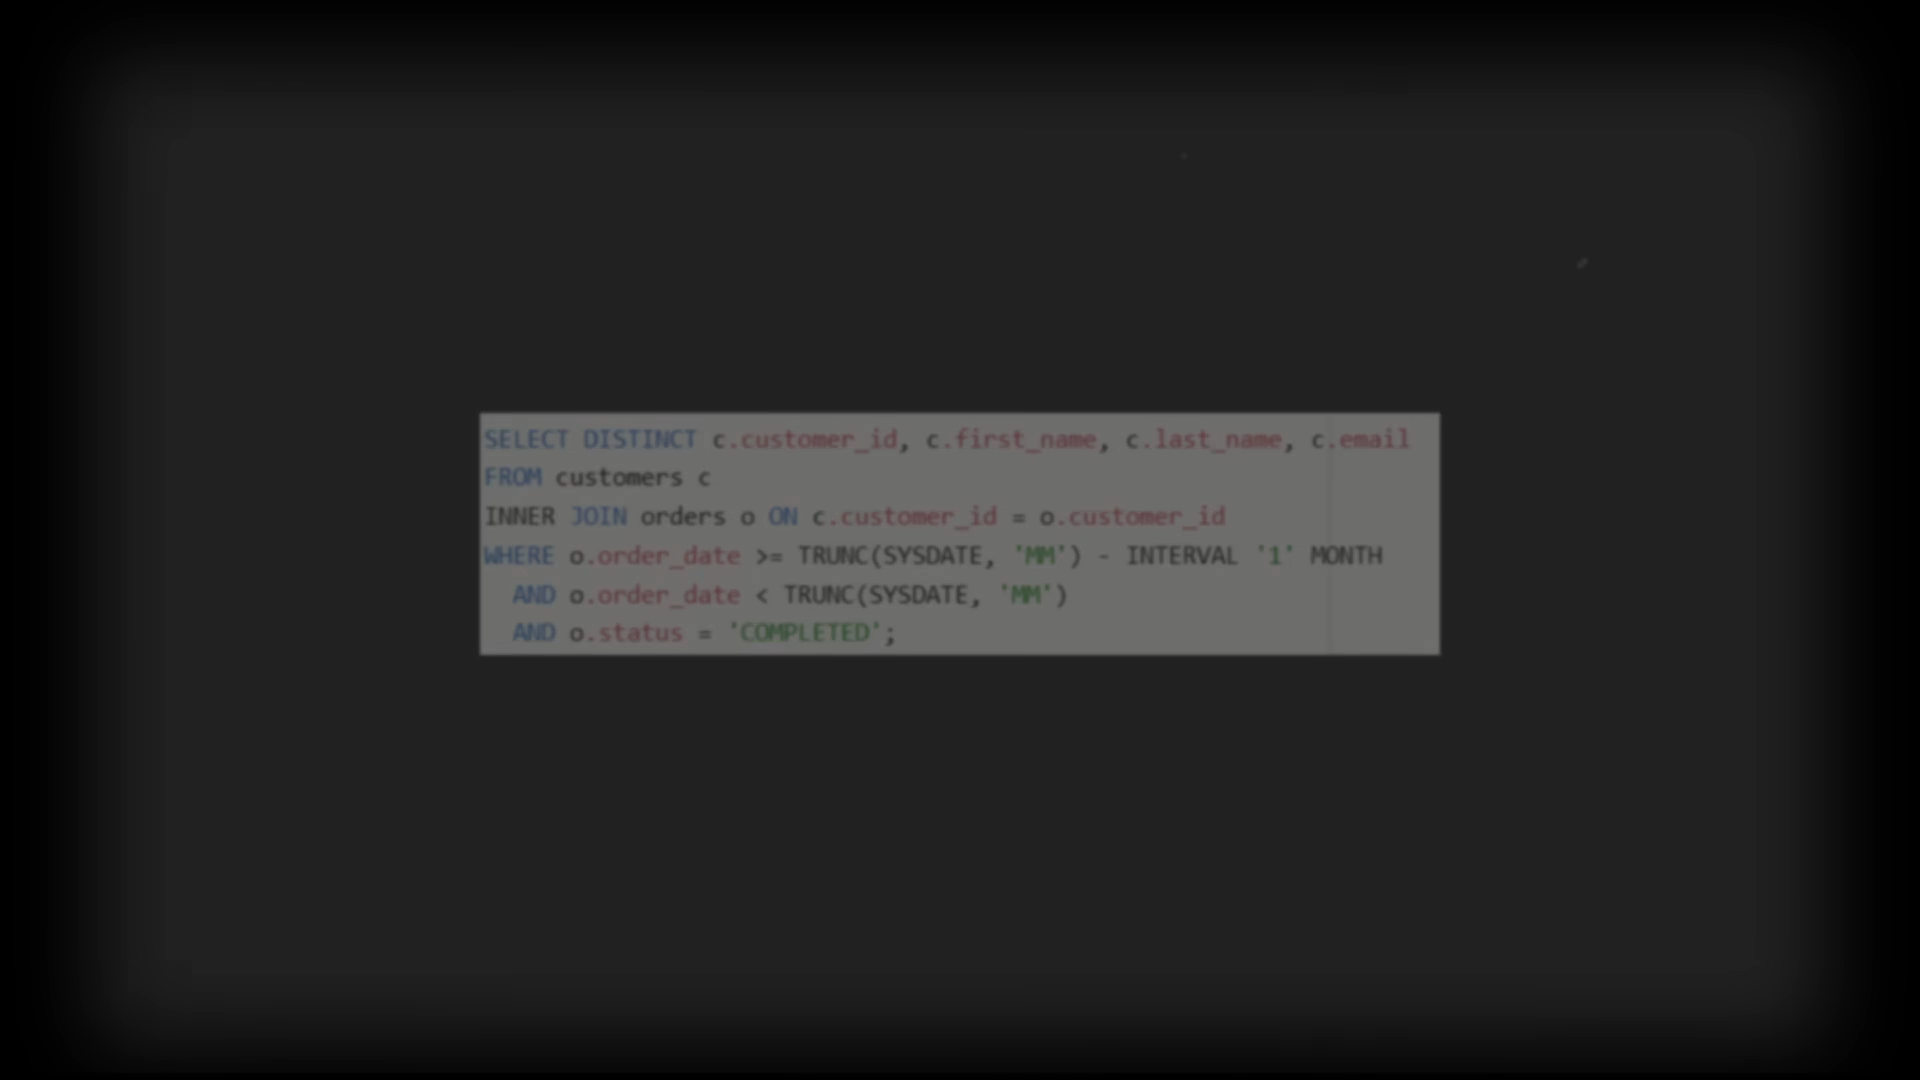 SELECT DISTINCT c.customer_id, c.first_name, c.last_name, c.email
FROM customers c
INNER JOIN orders o ON c.customer_id = o.customer_id
WHERE o.order_date >= TRUNC(SYSDATE, 'MM') - INTERVAL '1' MONTH
AND o.order_date < TRUNC(SYSDATE, 'MM')
AND o.status = 'COMPLETED';